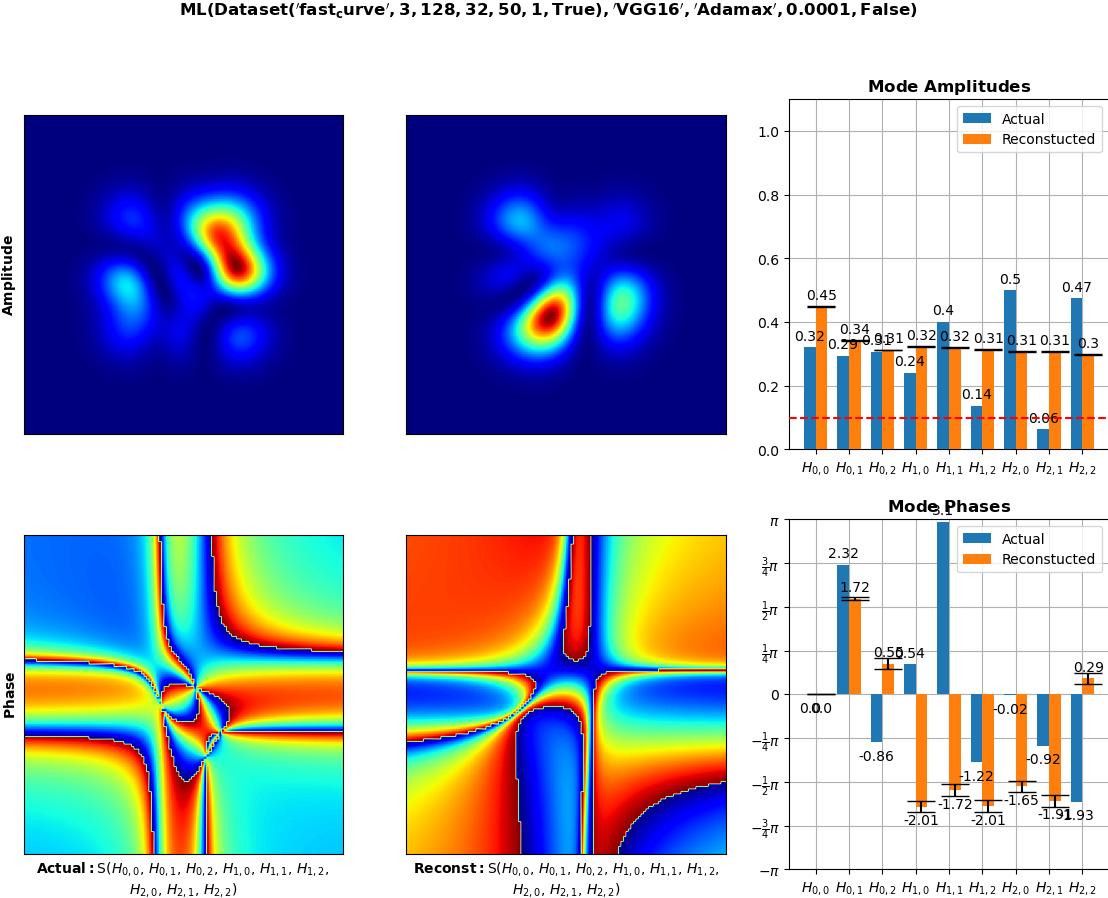 ML(Dataset('fast_curve', 3, 128, 32, 50, 1, True), 'VGG16', 'Adamax', 0.0001, False)
Amplitude
Mode Amplitudes
Actual
Reconstucted
1.0
0.8
0.6
0.4
0.2
0.0
0.32
0.45
0.29
0.34
0.31
0.31
0.24
0.32
0.4
0.32
0.14
0.31
0.5
0.31
0.06
0.31
0.47
0.3
H0,0 H0,1 H0,2 H1,0 H1,1 H1,2 H2,0 H2,1 H2,2
Phase
Actual: S(H0,0, H0,1, H0,2, H1,0, H1,1, H1,2,
H2,0, H2,1, H2,2)
Reconst: S(H0,0, H0,1, H0,2, H1,0, H1,1, H1,2,
H2,0, H2,1, H2,2)
Mode Phases
Actual
Reconstucted
π
3/4π
1/2π
1/4π
0
−1/4π
−1/2π
−3/4π
−π
0.0
0.0
2.32
1.72
-0.86
0.55
0.54
-2.01
3.1
-1.72
-1.22
-2.01
-0.02
-1.65
-0.92
-1.91
-1.93
0.29
H0,0 H0,1 H0,2 H1,0 H1,1 H1,2 H2,0 H2,1 H2,2